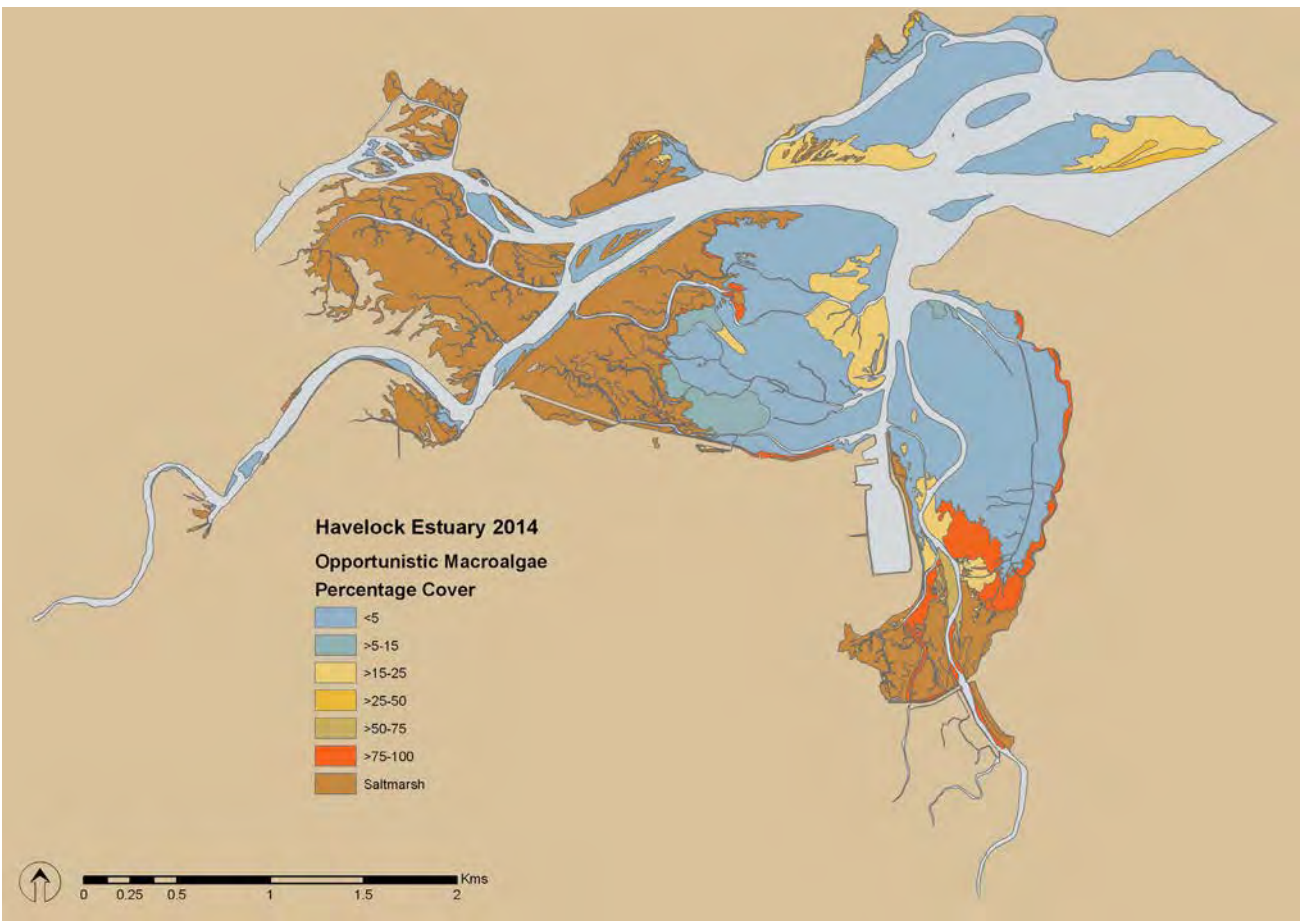 Havelock Estuary 2014
Opportunistic Macroalgae
Percentage Cover
<5
>5-15
>15-25
>25-50
>50-75
>75-100
Saltmarsh
Kms
0 0.25 0.5 1 1.5 2